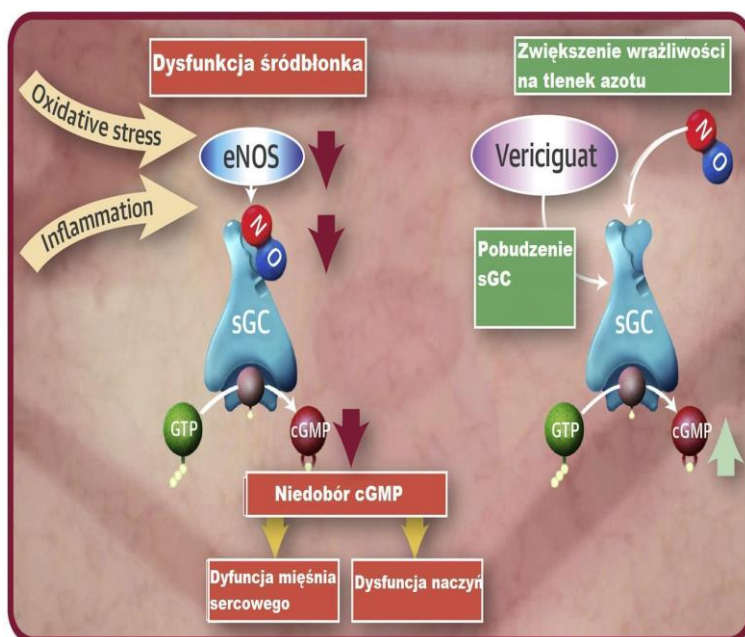 Dysfunkcja śródbłonka
Zwiększenie wrażliwości
na tlenek azotu
Oxidative stress
Inflammation
eNOS
N
O
sGC
GTP
cGMP
Niedobór cGMP
Dyfuncja mięśnia
sercowego
Dysfuncja naczyń
Vericiguat
N
O
Pobudzenie
sGC
sGC
GTP
cGMP